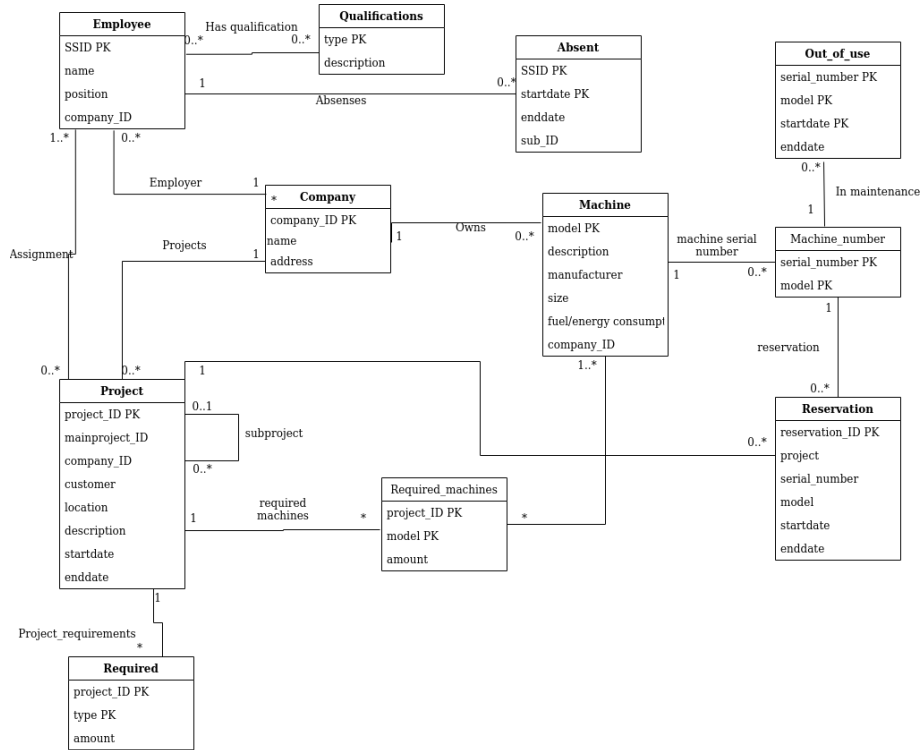 Employee
SSID PK
name
position
company_ID
Has qualification
0..*
0..*
Qualifications
type PK
description
1
0..*
Absenses
Absent
SSID PK
startdate PK
enddate
sub_ID
Out_of_use
serial_number PK
model PK
startdate PK
enddate
1..*
0..*
Employer
1
*
Company
company_ID PK
name
address
Projects
1
Assignment
1
Owns
0..*
Machine
model PK
description
manufacturer
size
fuel/energy consumpt
company_ID
0..*
In maintenance
1
machine serial
number
1
0..*
Machine_number
serial_number PK
model PK
1
reservation
0..*
0..*
0..*
1
1..*
Project
project_ID PK
mainproject_ID
company_ID
customer
location
description
startdate
enddate
0..1
subproject
0..*
0..*
Reservation
reservation_ID PK
project
serial_number
model
startdate
enddate
required
machines
1
*
Required_machines
project_ID PK
model PK
amount
*
1
Project_requirements
*
Required
project_ID PK
type PK
amount